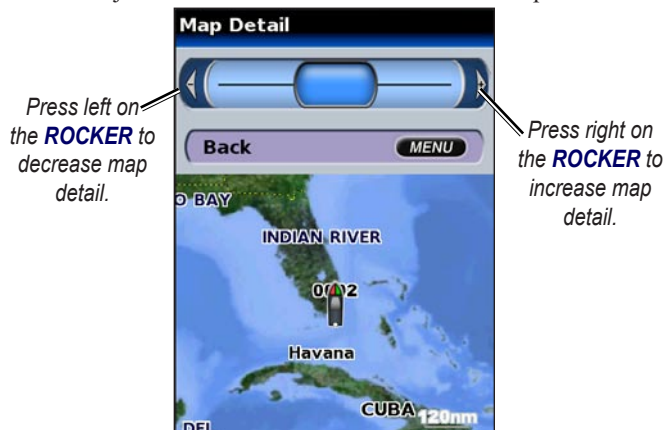 Map Detail
-
+
Press left on
the ROCKER to
decrease map
detail.
Back
MENU
Press right on
the ROCKER to
increase map
detail.
O BAY
INDIAN RIVER
Havana
CUBA
120nm